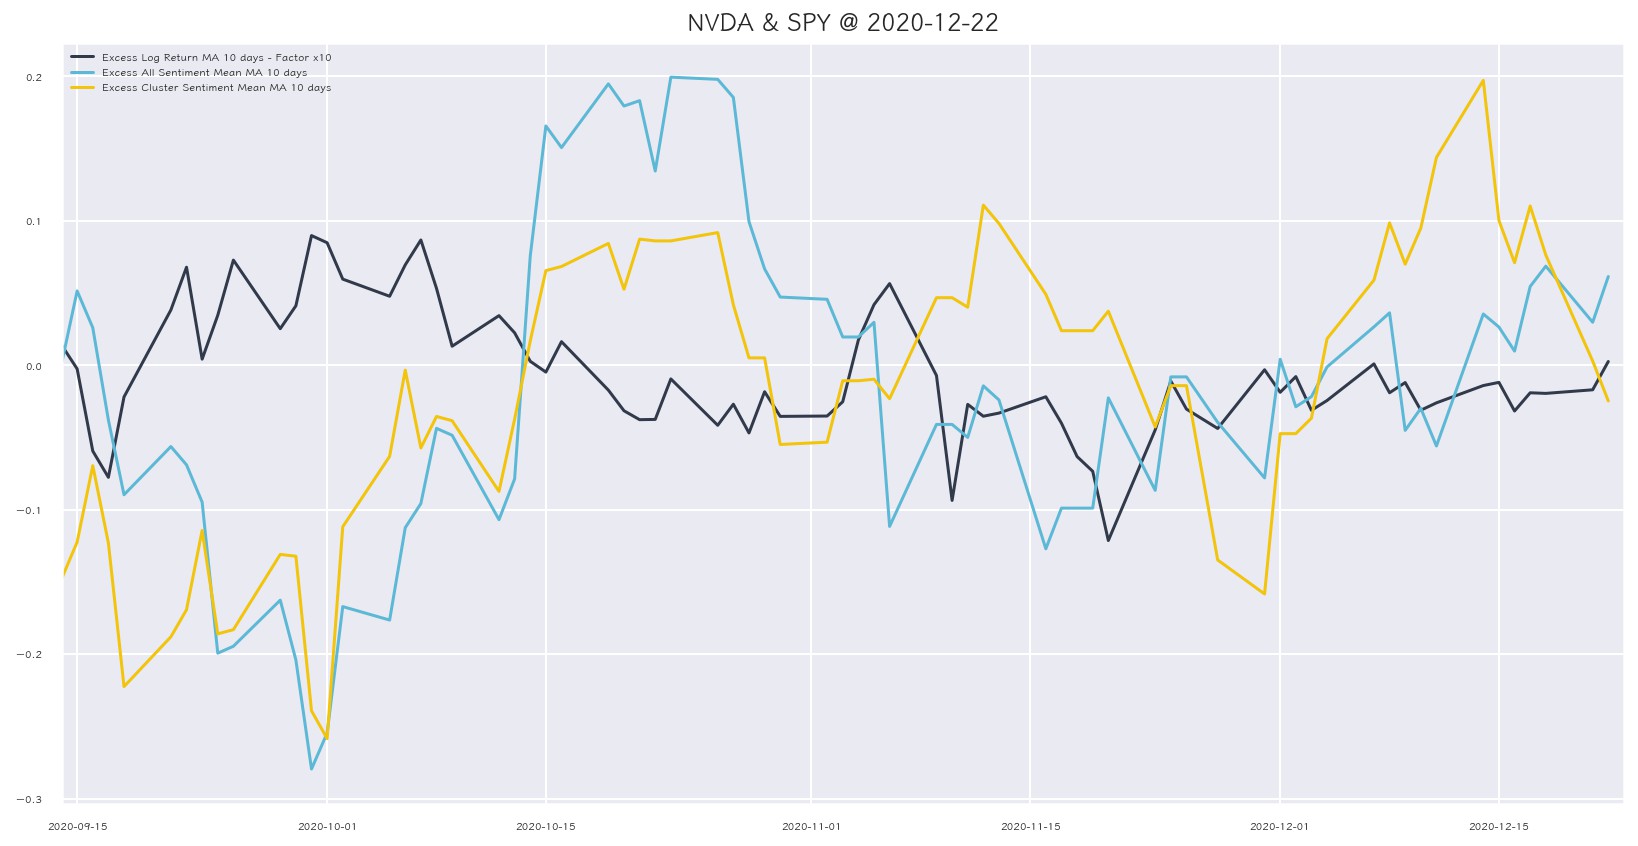 NVDA & SPY @ 2020-12-22
Excess Log Return MA 10 days - Factor x10
Excess All Sentiment Mean MA 10 days
Excess Cluster Sentiment Mean MA 10 days
0.2
0.1
0.0
−0.1
−0.2
−0.3
2020-09-15 2020-10-01 2020-10-15 2020-11-01 2020-11-15 2020-12-01 2020-12-15